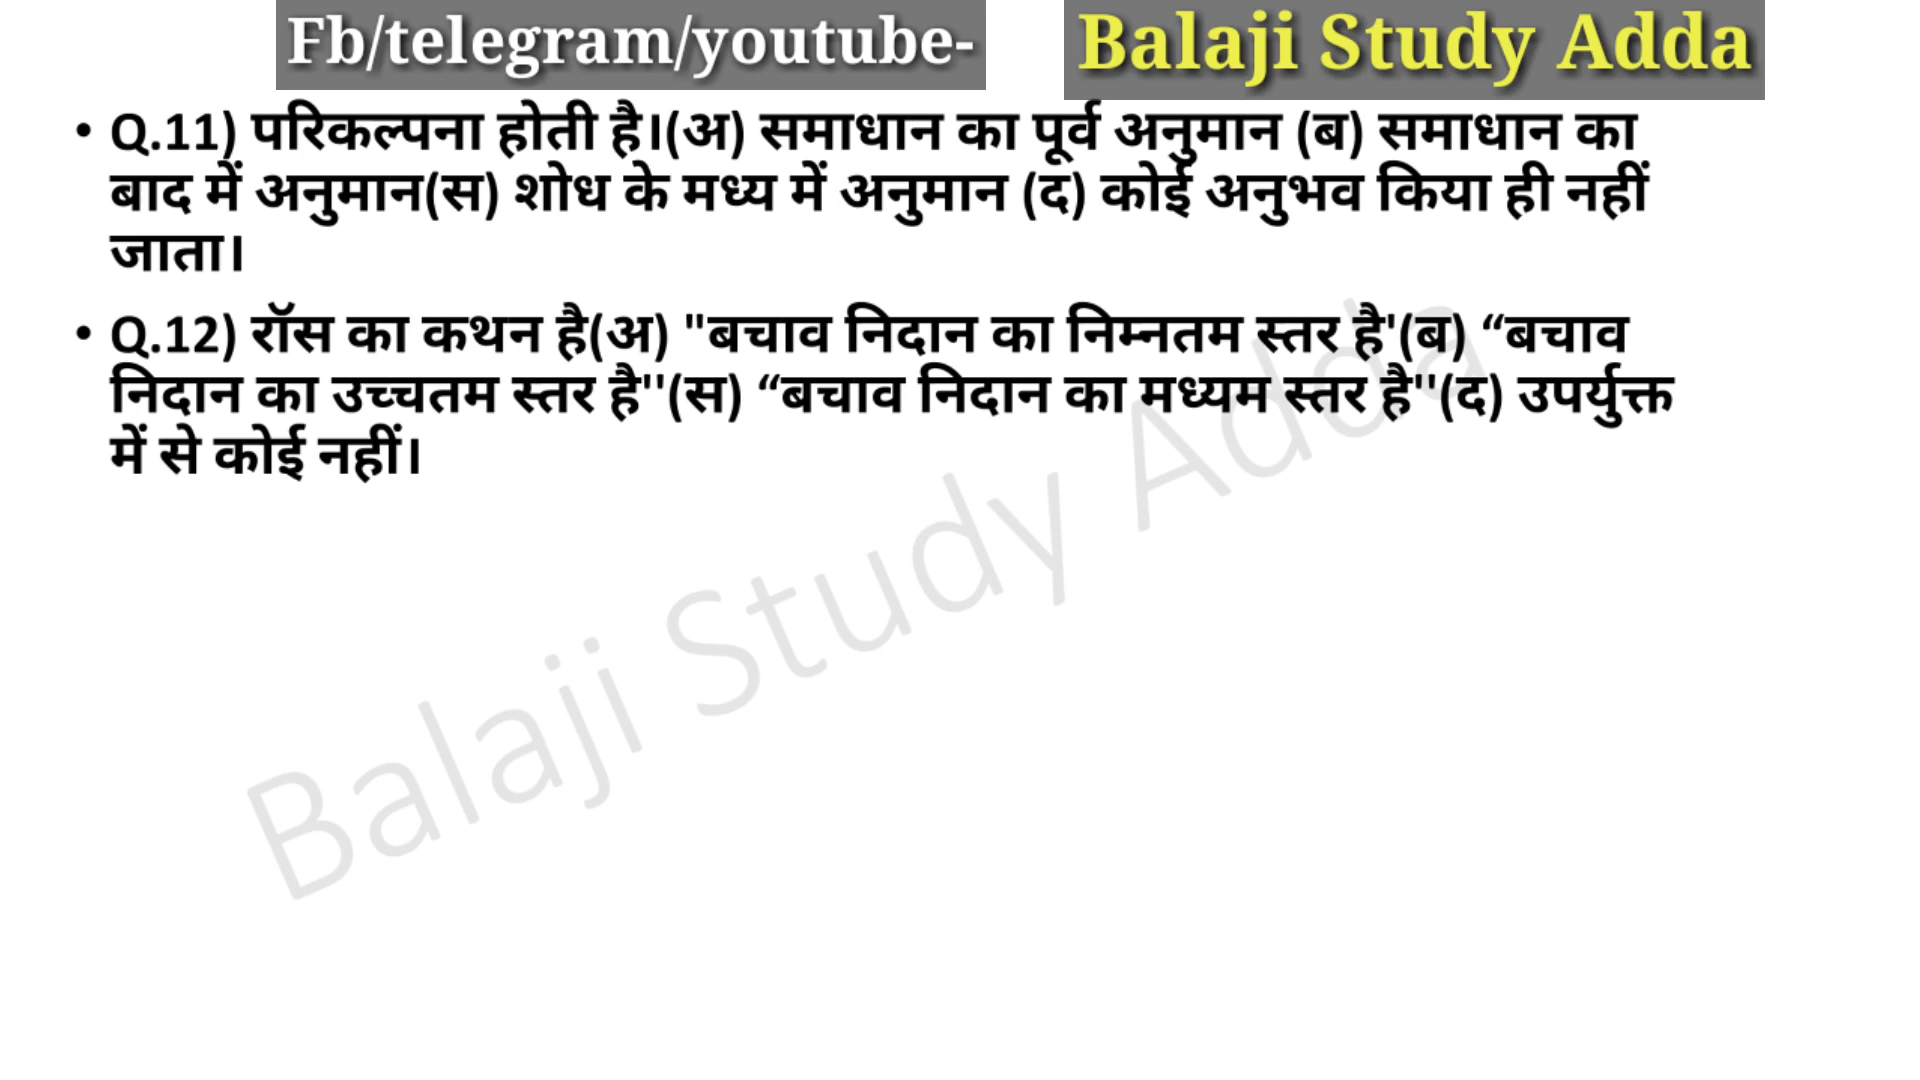 Fb/telegram/youtube- Balaji Study Adda
• Q.11) परिकल्पना होती है।(अ) समाधान का पूर्व अनुमान (ब) समाधान का
बाद में अनुमान(स) शोध के मध्य में अनुमान (द) कोई अनुभव किया ही नहीं
जाता।
• Q.12) रॉस का कथन है(अ) "बचाव निदान का निम्नतम स्तर है'(ब) “बचाव
निदान का उच्चतम स्तर है''(स) “बचाव निदान का मध्यम स्तर है''(द) उपर्युक्त
में से कोई नहीं।
Balaji Study Adda